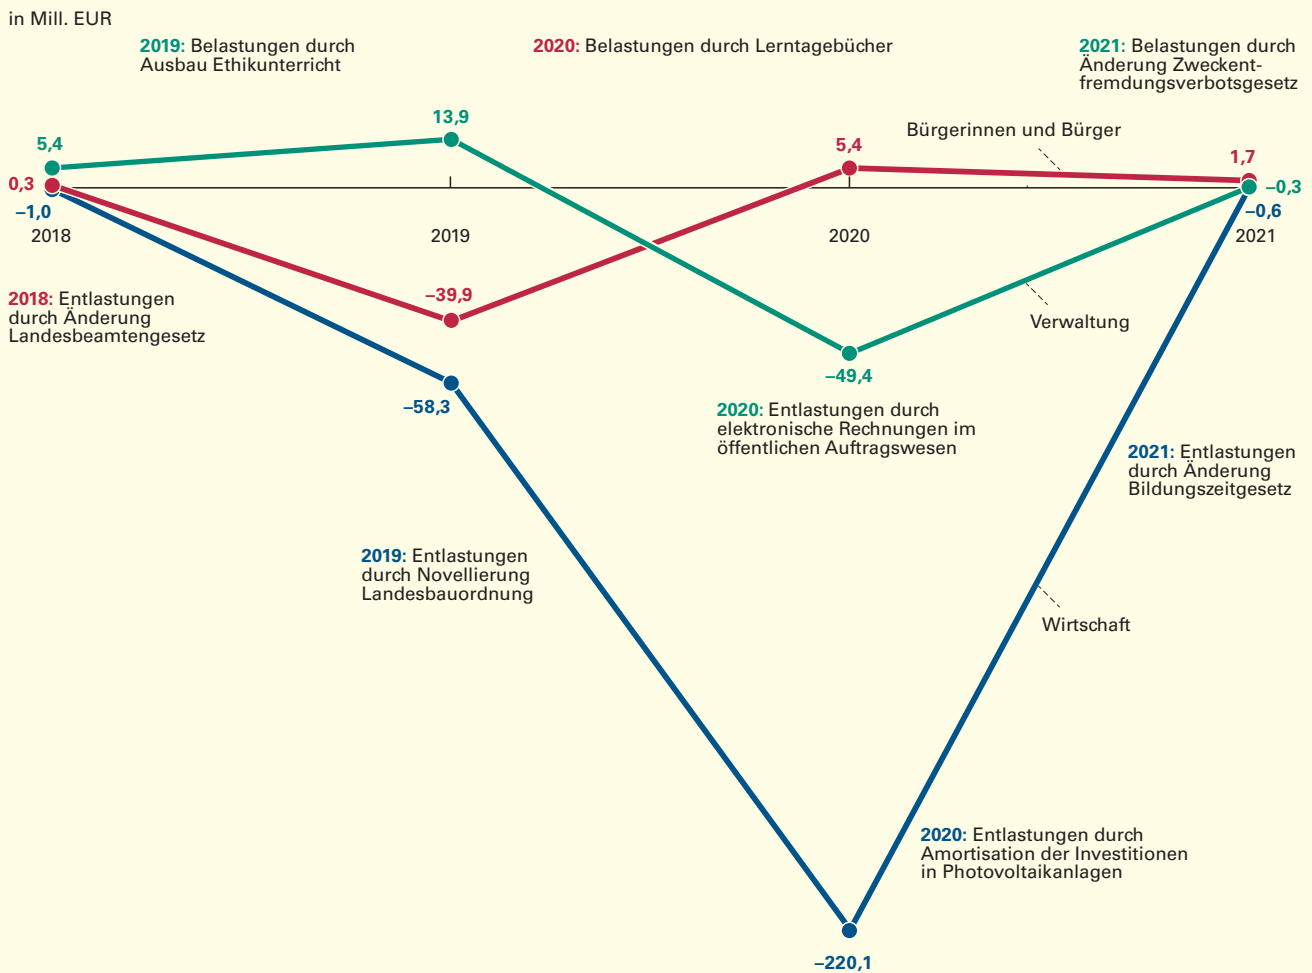 in Mill. EUR
2019: Belastungen durch
Ausbau Ethikunterricht
2020: Belastungen durch Lerntagebücher
2021: Belastungen durch
Änderung Zweckent-
fremdungsverbotsgesetz
13,9
Bürgerinnen und Bürger
5,4
5,4
1,7
0,3
–0,3
–1,0
–0,6
2018
2019
2020
2021
2018: Entlastungen
durch Änderung
Landesbeamtengesetz
–39,9
Verwaltung
–49,4
–58,3
2020: Entlastungen durch
elektronische Rechnungen im
öffentlichen Auftragswesen
2021: Entlastungen
durch Änderung
Bildungszeitgesetz
2019: Entlastungen
durch Novellierung
Landesbauordnung
Wirtschaft
2020: Entlastungen durch
Amortisation der Investitionen
in Photovoltaikanlagen
–220,1